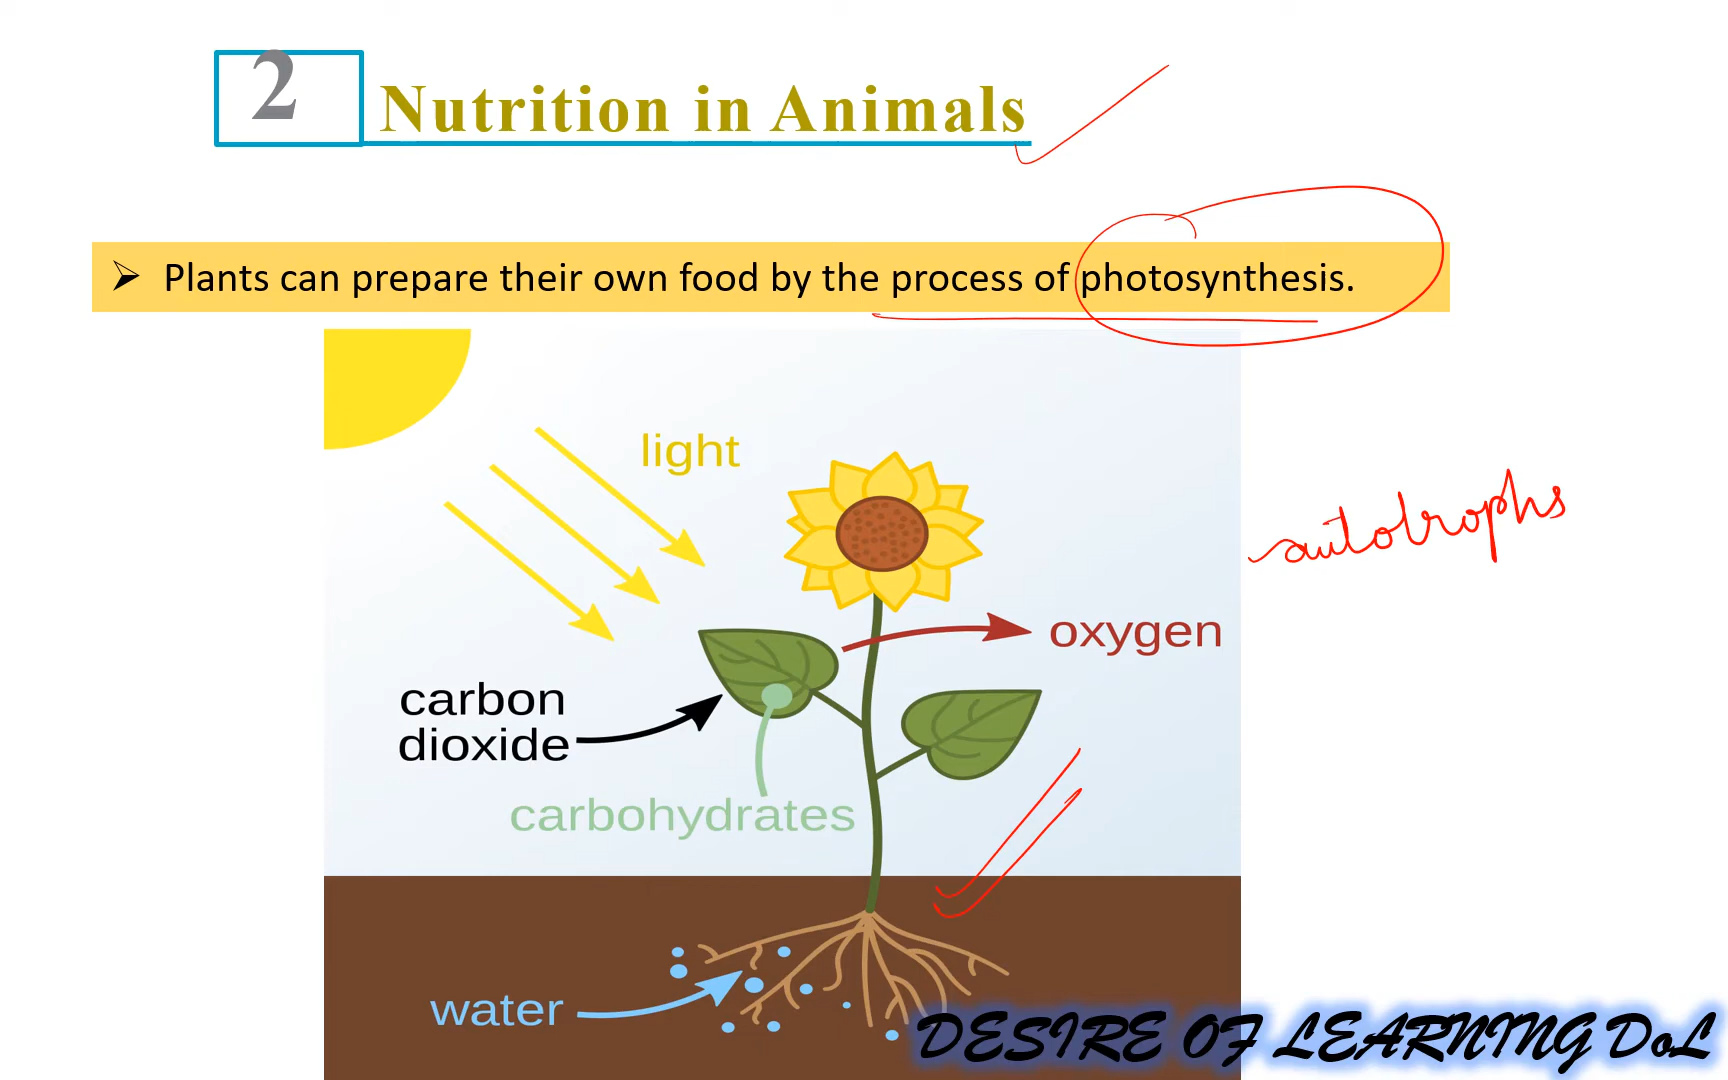 2
Nutrition in Animals
➢ Plants can prepare their own food by the process of photosynthesis.
light
autotrophs
oxygen
carbon
dioxide
carbohydrates
water
DESIRE OF LEARNING DoL